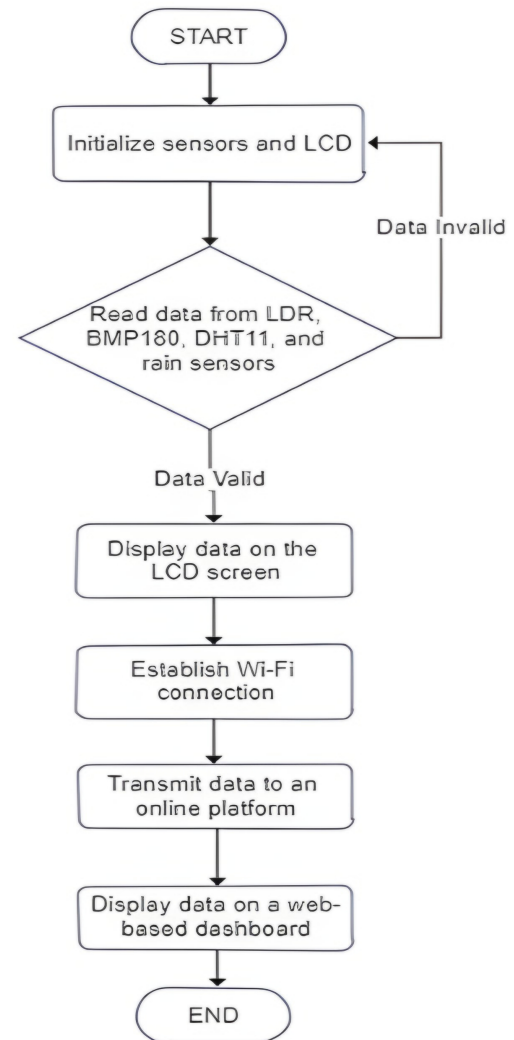 START
Initialize sensors and LCD
Data Invalid
Read data from LDR,
BMP180, DHT11, and
rain sensors
Data Valid
Display data on the
LCD screen
Establish Wi-Fi
connection
Transmit data to an
online platform
Display data on a web-
based dashboard
END